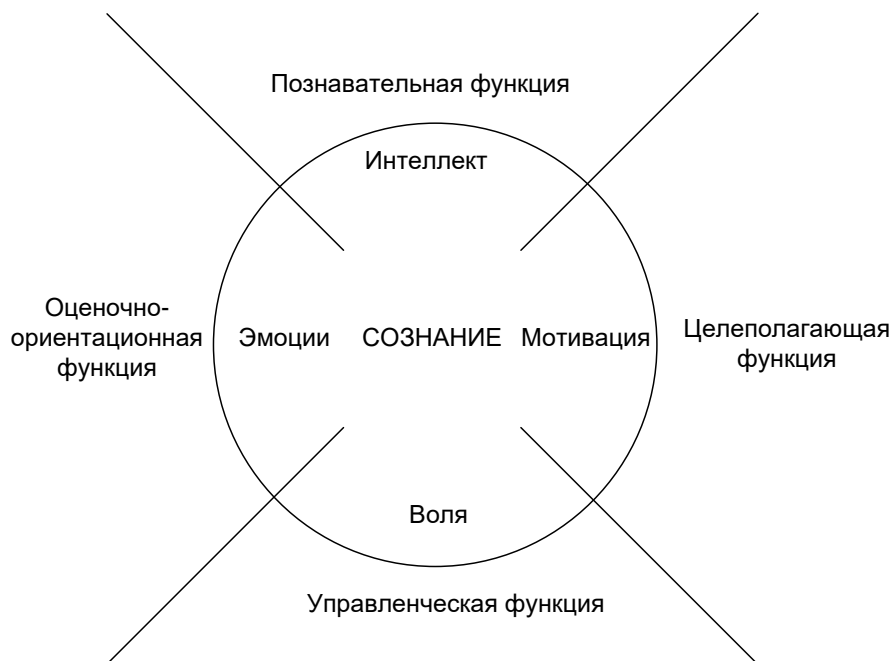 Познавательная функция
Интеллект
Оценочно-
ориентационная
функция
Эмоции
СОЗНАНИЕ
Мотивация
Целеполагающая
функция
Воля
Управленческая функция